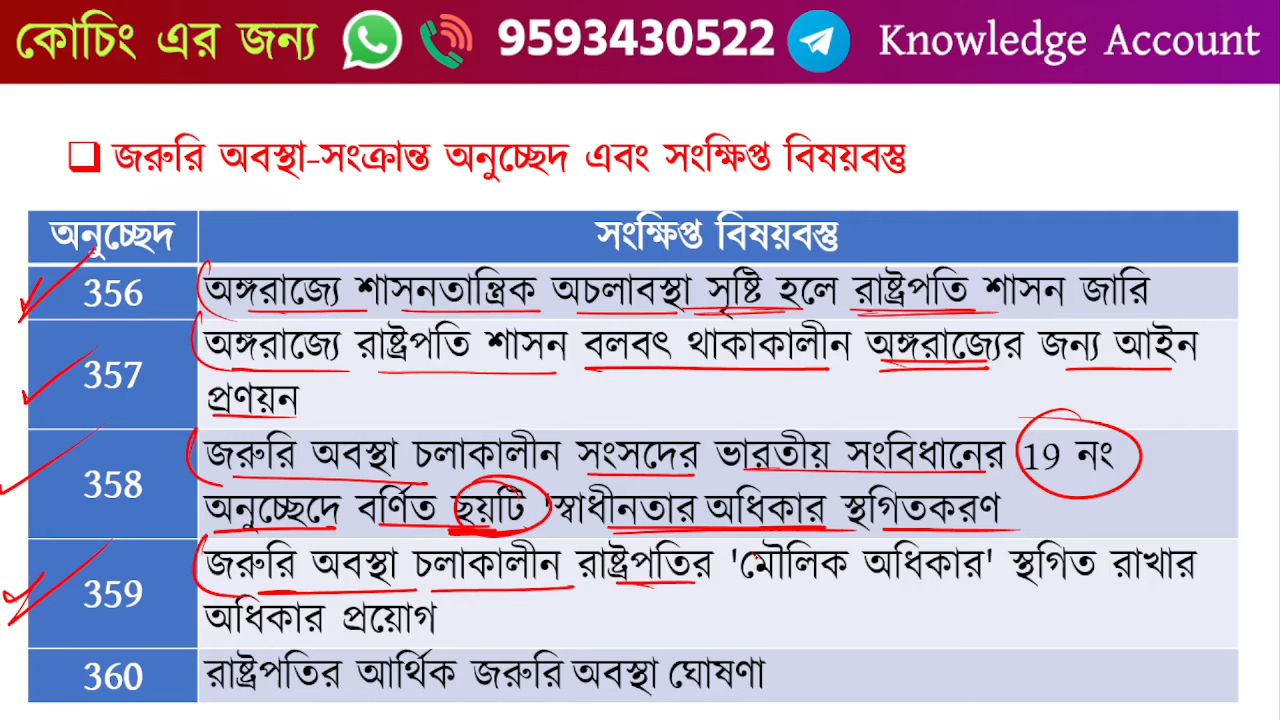 কোচিং এর জন্য 9593430522 Knowledge Account
জরুরি অবস্থা-সংক্রান্ত অনুচ্ছেদ এবং সংক্ষিপ্ত বিষয়বস্তু
অনুচ্ছেদ সংক্ষিপ্ত বিষয়বস্তু
356 অঙ্গরাজ্যে শাসনতান্ত্রিক অচলাবস্থা সৃষ্টি হলে রাষ্ট্রপতি শাসন জারি
357 অঙ্গরাজ্যে রাষ্ট্রপতি শাসন বলবৎ থাকাকালীন অঙ্গরাজ্যের জন্য আইন
প্রণয়ন
358 জরুরি অবস্থা চলাকালীন সংসদের ভারতীয় সংবিধানের 19 নং
অনুচ্ছেদে বর্ণিত ছয়টি 'স্বাধীনতার অধিকার স্থগিতকরণ
359 জরুরি অবস্থা চলাকালীন রাষ্ট্রপতির 'মৌলিক অধিকার' স্থগিত রাখার
অধিকার প্রয়োগ
360 রাষ্ট্রপতির আর্থিক জরুরি অবস্থা ঘোষণা